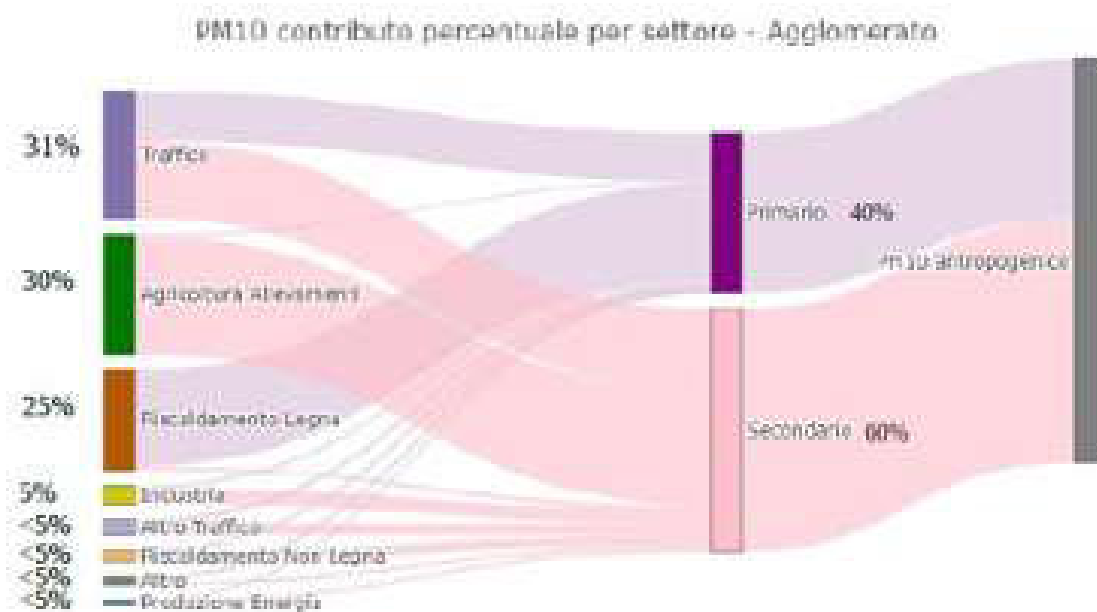 PM10 contributo percentuale per settore - Agglomerato
31%
Traffico
30%
Agricoltura Allevamenti
25%
Riscaldamento Legna
5%
Industria
<5%
Altro Traffico
<5%
Riscaldamento Non Legna
<5%
Altro
<5%
Produzione Energia
Primario 40%
Secondario 60%
PM10 antropogenico